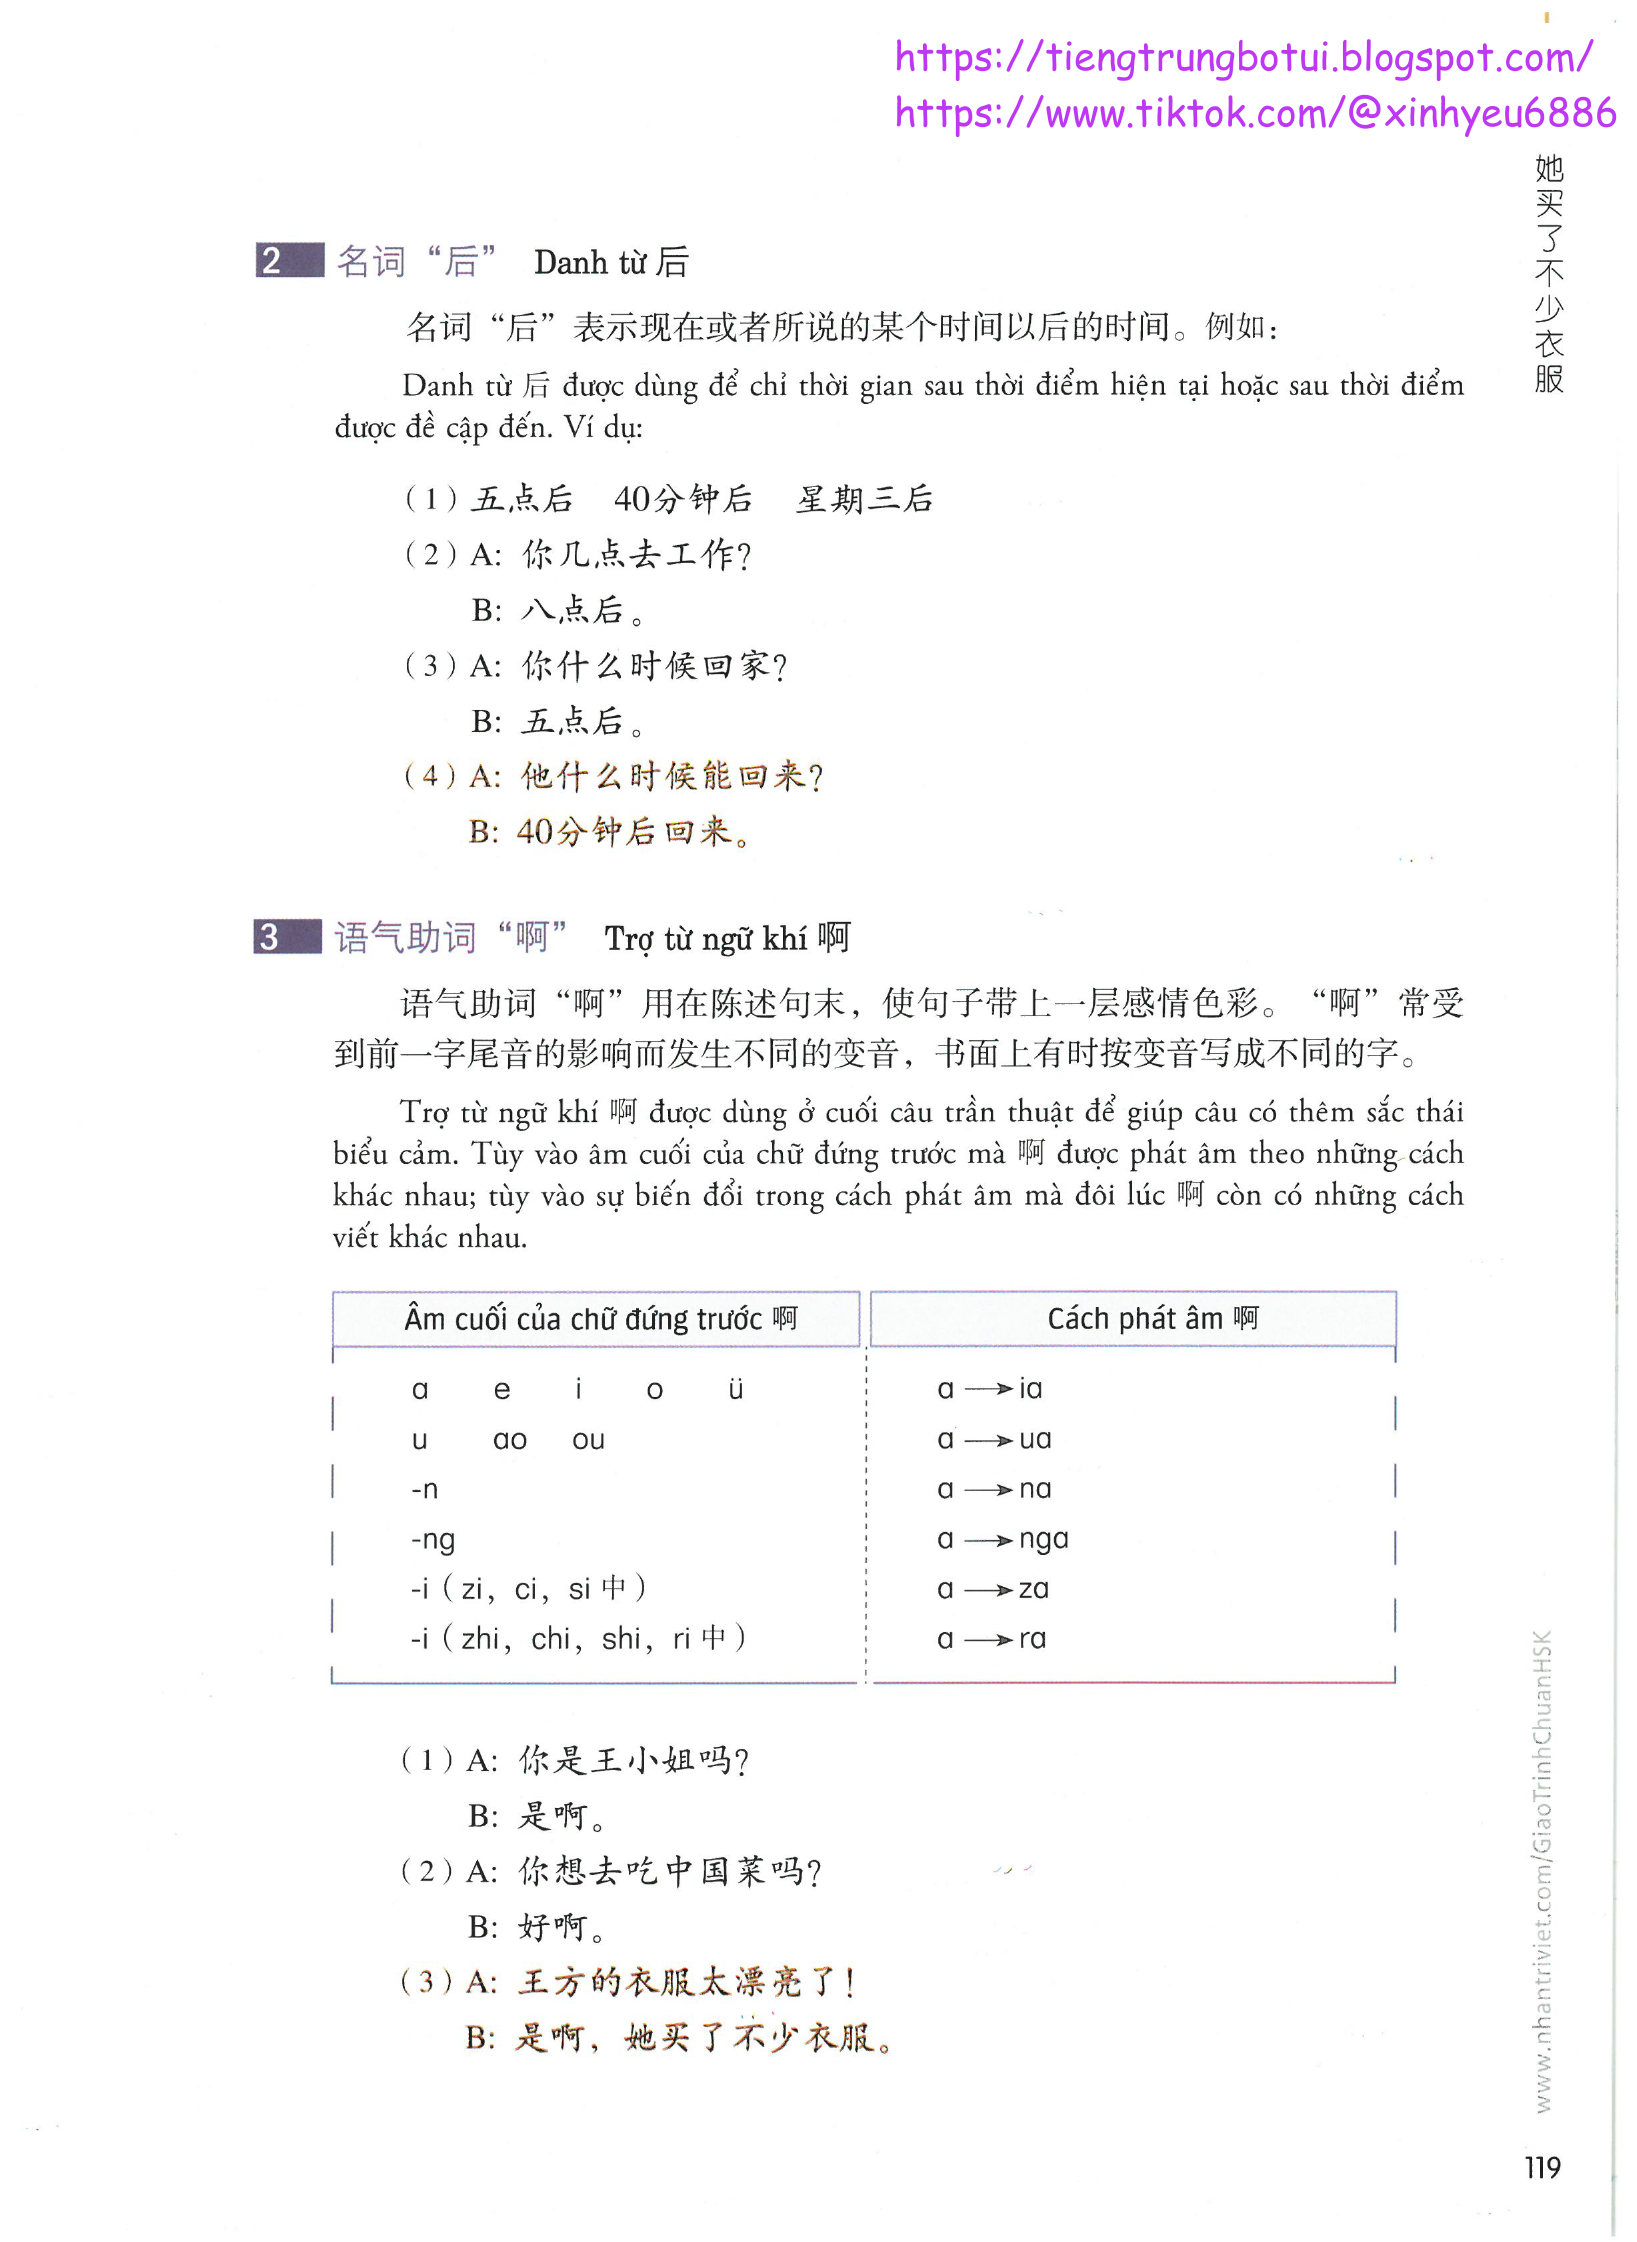 https://tiengtrungbotui.blogspot.com/
https://www.tiktok.com/@xinhyeu6886
她买了不少衣服
2 名词“后” Danh từ 后
名词“后”表示现在或者所说的某个时间以后的时间。例如：
Danh từ 后 được dùng để chỉ thời gian sau thời điểm hiện tại hoặc sau thời điểm
được đề cập đến. Ví dụ:
（1）五点后 40分钟后 星期三后
（2）A: 你几点去工作？
B: 八点后。
（3）A: 你什么时候回家？
B: 五点后。
（4）A: 他什么时候能回来？
B: 40分钟后回来。
3 语气助词“啊” Trợ từ ngữ khí 啊
语气助词“啊”用在陈述句末，使句子带上一层感情色彩。“啊”常受
到前一字尾音的影响而发生不同的变音，书面上有时按变音写成不同的字。
Trợ từ ngữ khí 啊 được dùng ở cuối câu trần thuật để giúp câu có thêm sắc thái
biểu cảm. Tùy vào âm cuối của chữ đứng trước mà 啊 được phát âm theo những cách
khác nhau; tùy vào sự biến đổi trong cách phát âm mà đôi lúc 啊 còn có những cách
viết khác nhau.
Âm cuối của chữ đứng trước 啊 Cách phát âm 啊
a e i o ü a → ia
u ao ou a → ua
-n a → na
-ng a → nga
-i（zi，ci，si 中） a → za
-i（zhi，chi，shi，ri 中） a → ra
（1）A: 你是王小姐吗？
B: 是啊。
（2）A: 你想去吃中国菜吗？
B: 好啊。
（3）A: 王方的衣服太漂亮了！
B: 是啊，她买了不少衣服。
www.nhantriviet.com/GiaoTrinhChuanHSK
119